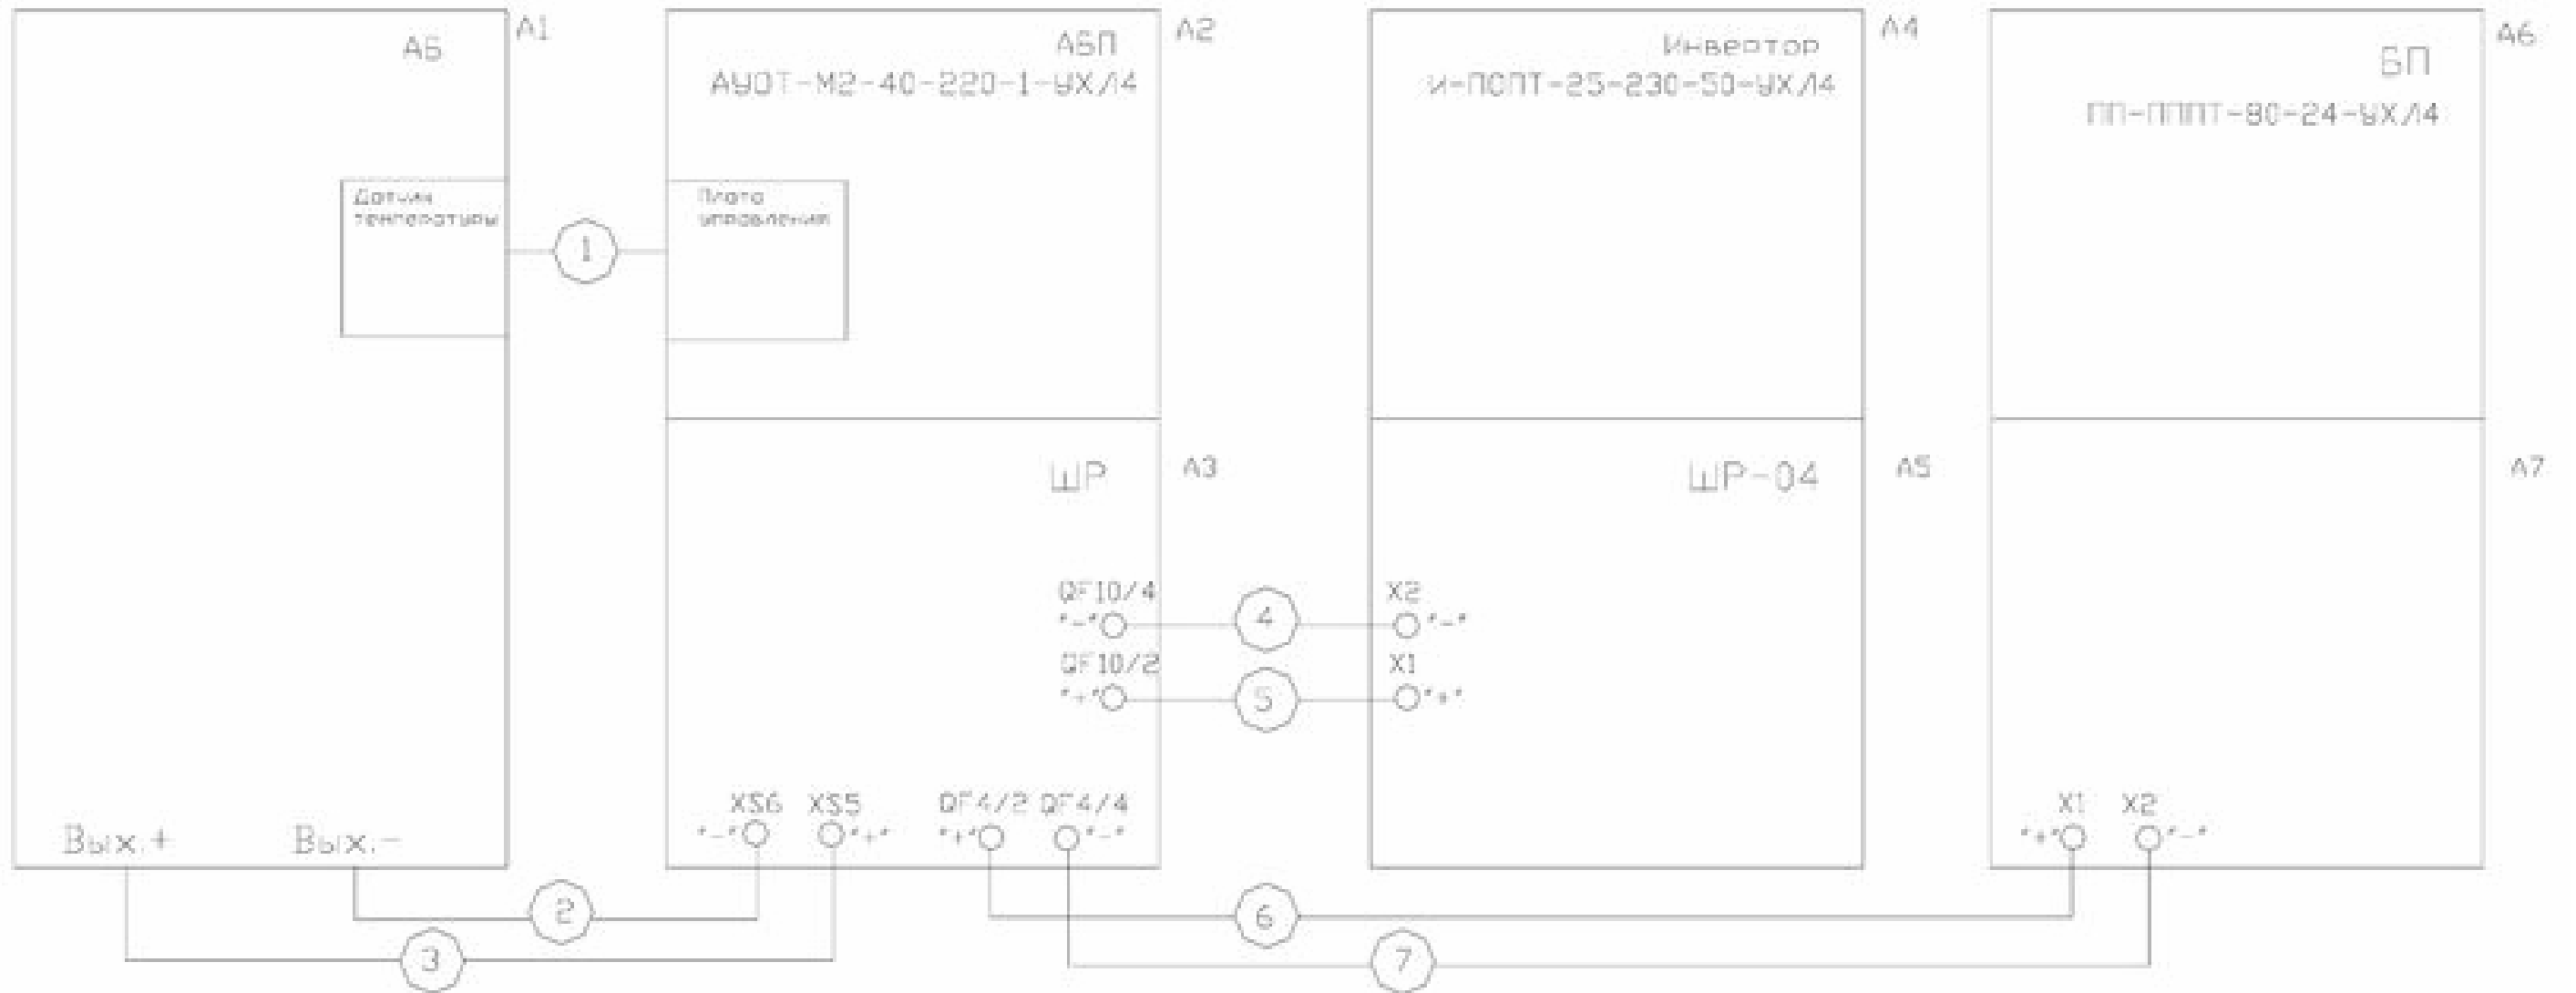 АБ
А1
АБП
АУОТ-М2-40-220-1-УХЛ4
А2
Инвертор
И-ПОПТ-25-230-50-УХЛ4
А4
БП
ПП-ПППТ-80-24-УХЛ4
А6
Датчик
температуры
1
Плата
управления
ШР
А3
ШР-04
А5
А7
QF10/4
"-"
4
X2
"-"
QF10/2
"+"
5
X1
"+"
Вых.+
Вых.-
XS6
"-"
XS5
"+"
QF4/2
"+"
QF4/4
"-"
X1
"+"
X2
"-"
2
6
3
7